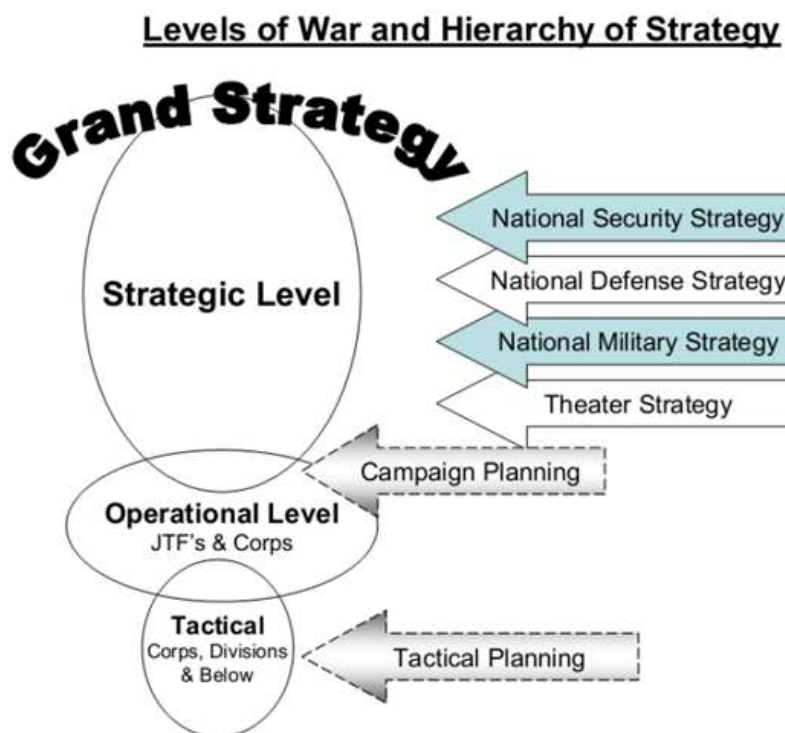 Levels of War and Hierarchy of Strategy
Grand Strategy
National Security Strategy
National Defense Strategy
Strategic Level
National Military Strategy
Theater Strategy
Campaign Planning
Operational Level
JTF's & Corps
Tactical
Corps, Divisions
& Below
Tactical Planning